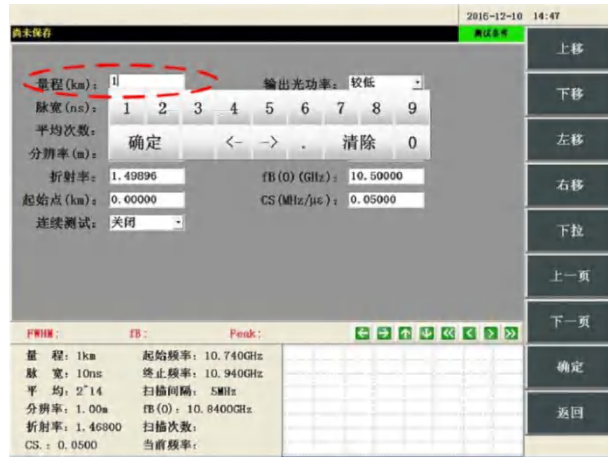 2016-12-10 14:47
尚未保存
测试参考
量程(km): 1
输出光功率: 较低
脉宽(ns):
平均次数:
分辨率(m):
1 2 3 4 5 6 7 8 9
确定 <- -> . 清除 0
折射率: 1.49896
fB(0)(GHz): 10.50000
起始点(km): 0.00000
CS(MHz/με): 0.05000
连续测试: 关闭
上移
下移
左移
右移
下拉
上一页
下一页
确定
返回
FWHM: fB: Peak:
量 程: 1km 起始频率: 10.740GHz
脉 宽: 10ns 终止频率: 10.940GHz
平 均: 2^14 扫描间隔: 5MHz
分辨率: 1.00m fB(0): 10.8400GHz
折射率: 1.46800 扫描次数:
CS.: 0.0500 当前频率: